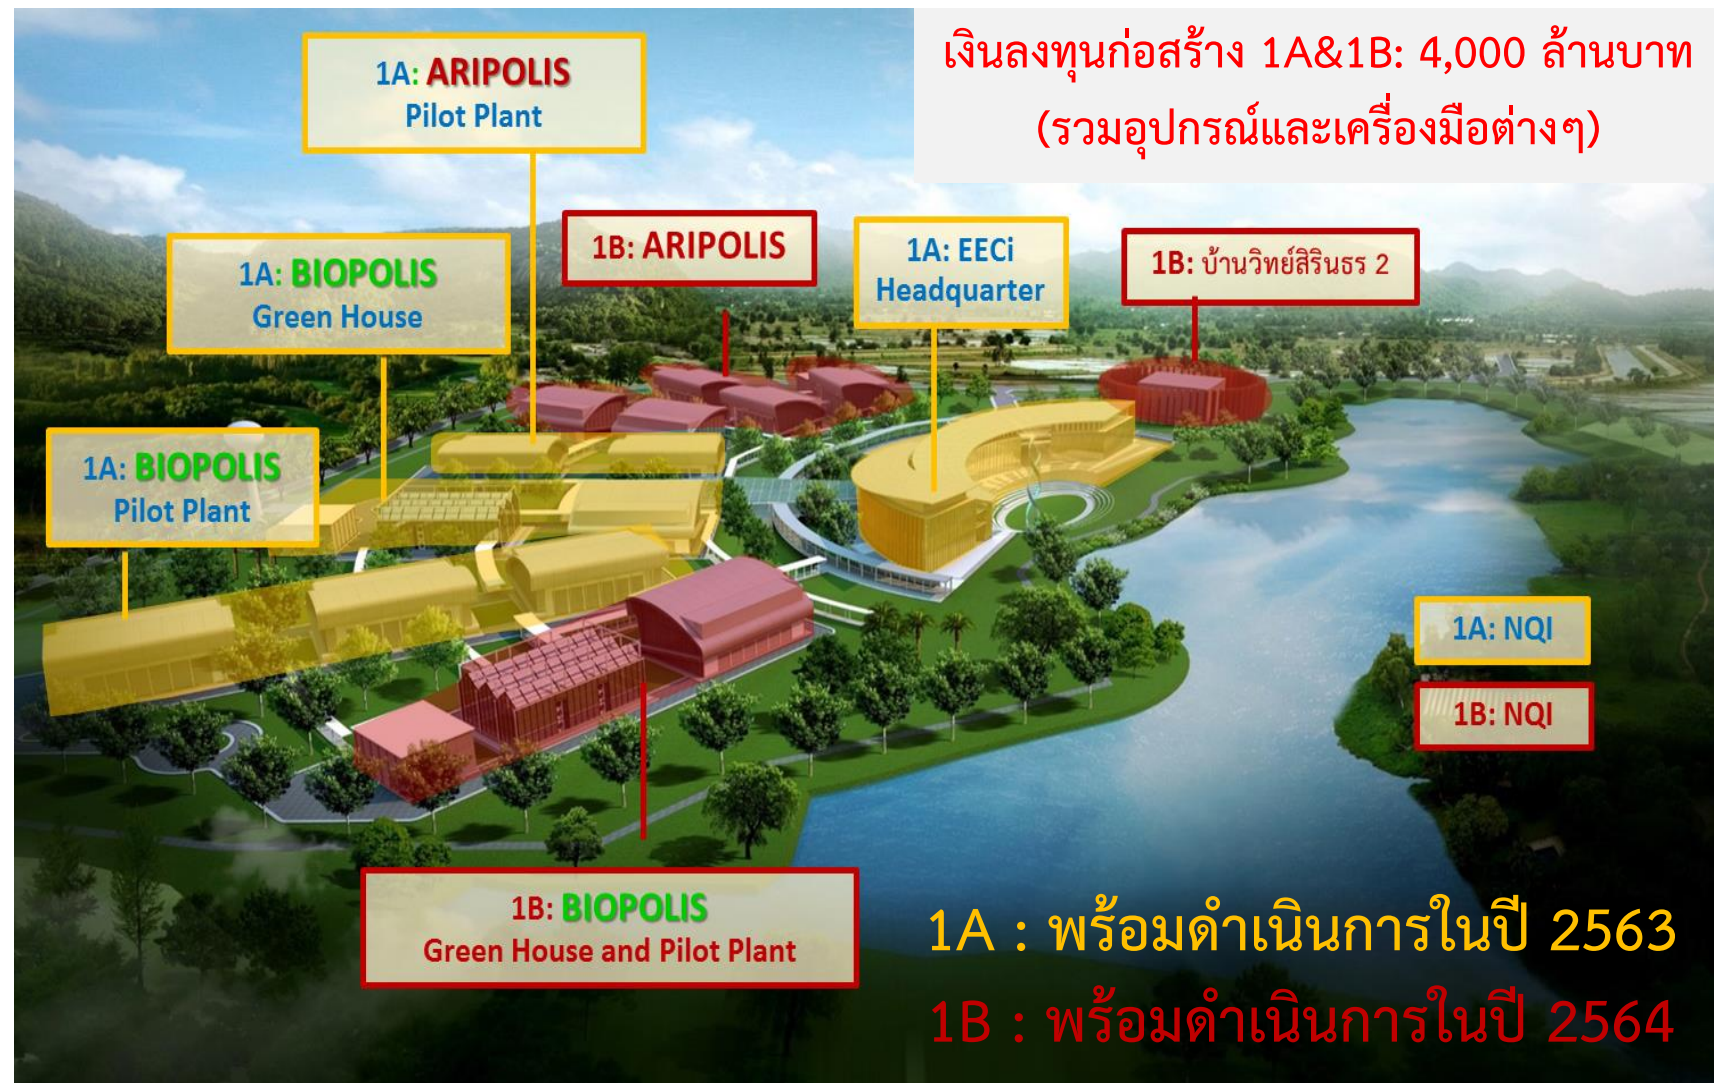 เงินลงทุนก่อสร้าง 1A&1B: 4,000 ล้านบาท
(รวมอุปกรณ์และเครื่องมือต่างๆ)
1A: ARIPOLIS
Pilot Plant
1B: ARIPOLIS
1A: EECi
Headquarter
1B: บ้านวิทย์สิรินธร 2
1A: BIOPOLIS
Green House
1A: BIOPOLIS
Pilot Plant
1A: NQI
1B: NQI
1B: BIOPOLIS
Green House and Pilot Plant
1A : พร้อมดำเนินการในปี 2563
1B : พร้อมดำเนินการในปี 2564